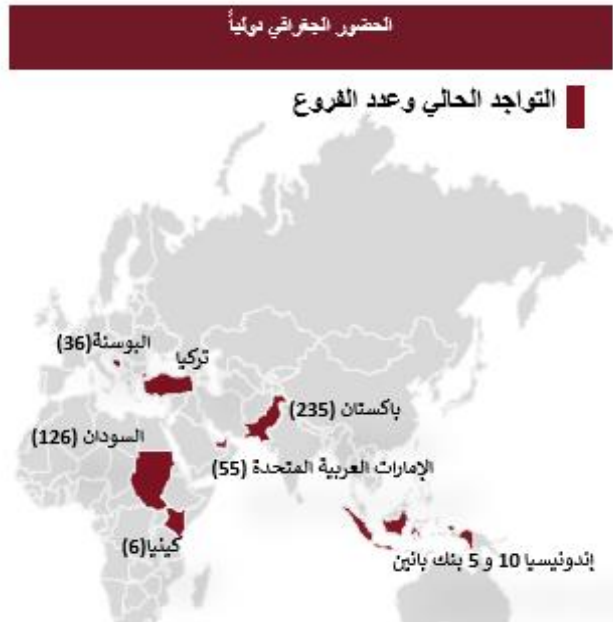 الحضور الجغرافي دولياً
التواجد الحالي وعدد الفروع
البوسنة(36)
تركيا
باكستان (235)
السودان (126)
الإمارات العربية المتحدة (55)
كينيا(6)
إندونيسيا 10 و 5 بنك بانين